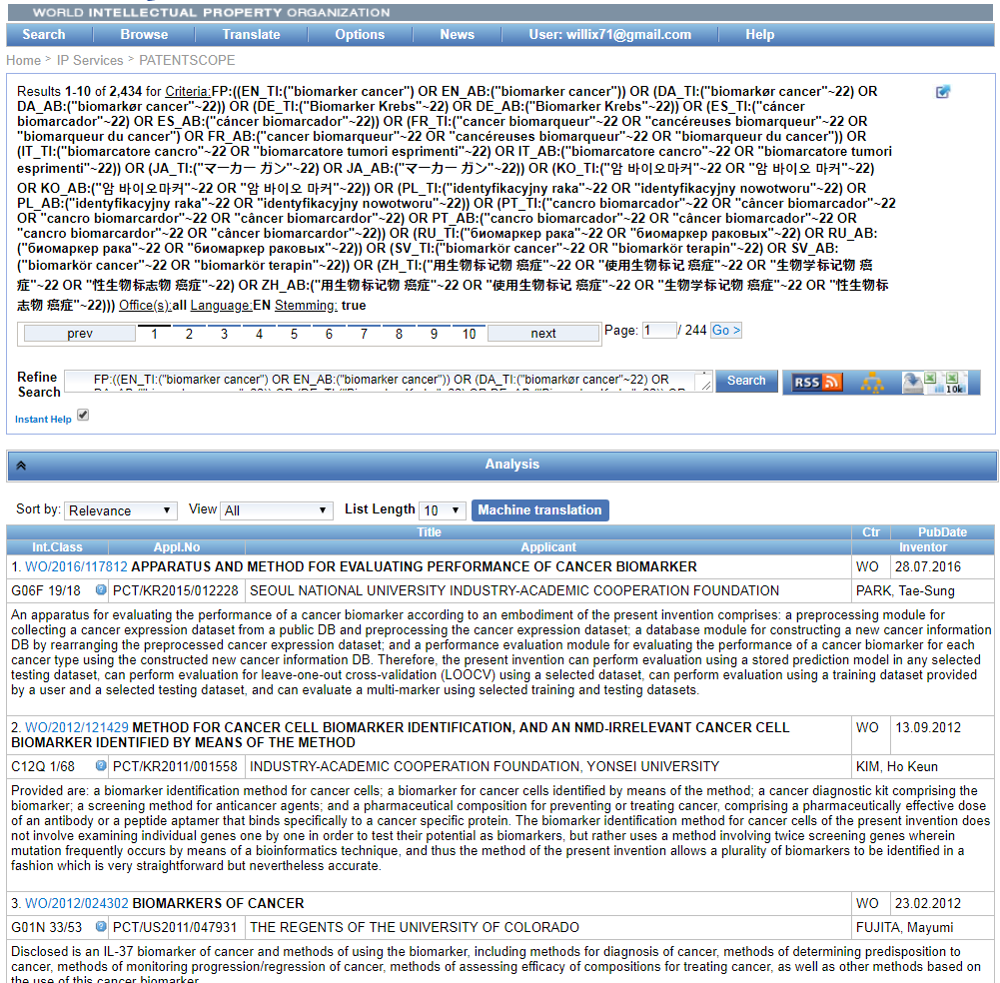 WORLD INTELLECTUAL PROPERTY ORGANIZATION
Search Browse Translate Options News User: willix71@gmail.com Help
Home > IP Services > PATENTSCOPE
Results 1-10 of 2,434 for Criteria:FP:((EN_TI:("biomarker cancer") OR EN_AB:("biomarker cancer")) OR (DA_TI:("biomarkør cancer"~22) OR
DA_AB:("biomarkør cancer"~22)) OR (DE_TI:("Biomarker Krebs"~22) OR DE_AB:("Biomarker Krebs"~22)) OR (ES_TI:("cáncer
biomarcador"~22) OR ES_AB:("cáncer biomarcador"~22)) OR (FR_TI:("cancer biomarqueur"~22 OR "cancéreuses biomarqueur"~22 OR
"biomarqueur du cancer") OR FR_AB:("cancer biomarqueur"~22 OR "cancéreuses biomarqueur"~22 OR "biomarqueur du cancer")) OR
(IT_TI:("biomarcatore cancro"~22 OR "biomarcatore tumori esprimenti"~22) OR IT_AB:("biomarcatore cancro"~22 OR "biomarcatore tumori
esprimenti"~22)) OR (JA_TI:("マーカー ガン"~22) OR JA_AB:("マーカー ガン"~22)) OR (KO_TI:("암 바이오마커"~22 OR "암 바이오 마커"~22)
OR KO_AB:("암 바이오마커"~22 OR "암 바이오 마커"~22)) OR (PL_TI:("identyfikacyjny raka"~22 OR "identyfikacyjny nowotworu"~22) OR
PL_AB:("identyfikacyjny raka"~22 OR "identyfikacyjny nowotworu"~22)) OR (PT_TI:("cancro biomarcador"~22 OR "câncer biomarcador"~22
OR "cancro biomarcardor"~22 OR "câncer biomarcardor"~22) OR PT_AB:("cancro biomarcador"~22 OR "câncer biomarcador"~22 OR
"cancro biomarcardor"~22 OR "câncer biomarcardor"~22)) OR (RU_TI:("биомаркер рака"~22 OR "биомаркер раковых"~22) OR RU_AB:
("биомаркер рака"~22 OR "биомаркер раковых"~22)) OR (SV_TI:("biomarkör cancer"~22 OR "biomarkör terapin"~22) OR SV_AB:
("biomarkör cancer"~22 OR "biomarkör terapin"~22)) OR (ZH_TI:("用生物标记物 癌症"~22 OR "使用生物标记 癌症"~22 OR "生物学标记物 癌
症"~22 OR "性生物标志物 癌症"~22) OR ZH_AB:("用生物标记物 癌症"~22 OR "使用生物标记 癌症"~22 OR "生物学标记物 癌症"~22 OR "性生物标
志物 癌症"~22))) Office(s):all Language:EN Stemming: true
prev 1 2 3 4 5 6 7 8 9 10 next Page: 1 / 244 Go >
Refine Search FP:((EN_TI:("biomarker cancer") OR EN_AB:("biomarker cancer")) OR (DA_TI:("biomarkør cancer"~22) OR Search RSS 10k
Instant Help
Analysis
Sort by: Relevance View All List Length 10 Machine translation
Title Ctr PubDate
Int.Class Appl.No Applicant Inventor
1. WO/2016/117812 APPARATUS AND METHOD FOR EVALUATING PERFORMANCE OF CANCER BIOMARKER WO 28.07.2016
G06F 19/18 PCT/KR2015/012228 SEOUL NATIONAL UNIVERSITY INDUSTRY-ACADEMIC COOPERATION FOUNDATION PARK, Tae-Sung
An apparatus for evaluating the performance of a cancer biomarker according to an embodiment of the present invention comprises: a preprocessing module for
collecting a cancer expression dataset from a public DB and preprocessing the cancer expression dataset; a database module for constructing a new cancer information
DB by rearranging the preprocessed cancer expression dataset; and a performance evaluation module for evaluating the performance of a cancer biomarker for each
cancer type using the constructed new cancer information DB. Therefore, the present invention can perform evaluation using a stored prediction model in any selected
testing dataset, can perform evaluation for leave-one-out cross-validation (LOOCV) using a selected dataset, can perform evaluation using a training dataset provided
by a user and a selected testing dataset, and can evaluate a multi-marker using selected training and testing datasets.
2. WO/2012/121429 METHOD FOR CANCER CELL BIOMARKER IDENTIFICATION, AND AN NMD-IRRELEVANT CANCER CELL WO 13.09.2012
BIOMARKER IDENTIFIED BY MEANS OF THE METHOD
C12Q 1/68 PCT/KR2011/001558 INDUSTRY-ACADEMIC COOPERATION FOUNDATION, YONSEI UNIVERSITY KIM, Ho Keun
Provided are: a biomarker identification method for cancer cells; a biomarker for cancer cells identified by means of the method; a cancer diagnostic kit comprising the
biomarker; a screening method for anticancer agents; and a pharmaceutical composition for preventing or treating cancer, comprising a pharmaceutically effective dose
of an antibody or a peptide aptamer that binds specifically to a cancer specific protein. The biomarker identification method for cancer cells of the present invention does
not involve examining individual genes one by one in order to test their potential as biomarkers, but rather uses a method involving twice screening genes wherein
mutation frequently occurs by means of a bioinformatics technique, and thus the method of the present invention allows a plurality of biomarkers to be identified in a
fashion which is very straightforward but nevertheless accurate.
3. WO/2012/024302 BIOMARKERS OF CANCER WO 23.02.2012
G01N 33/53 PCT/US2011/047931 THE REGENTS OF THE UNIVERSITY OF COLORADO FUJITA, Mayumi
Disclosed is an IL-37 biomarker of cancer and methods of using the biomarker, including methods for diagnosis of cancer, methods of determining predisposition to
cancer, methods of monitoring progression/regression of cancer, methods of assessing efficacy of compositions for treating cancer, as well as other methods based on
the use of this cancer biomarker.